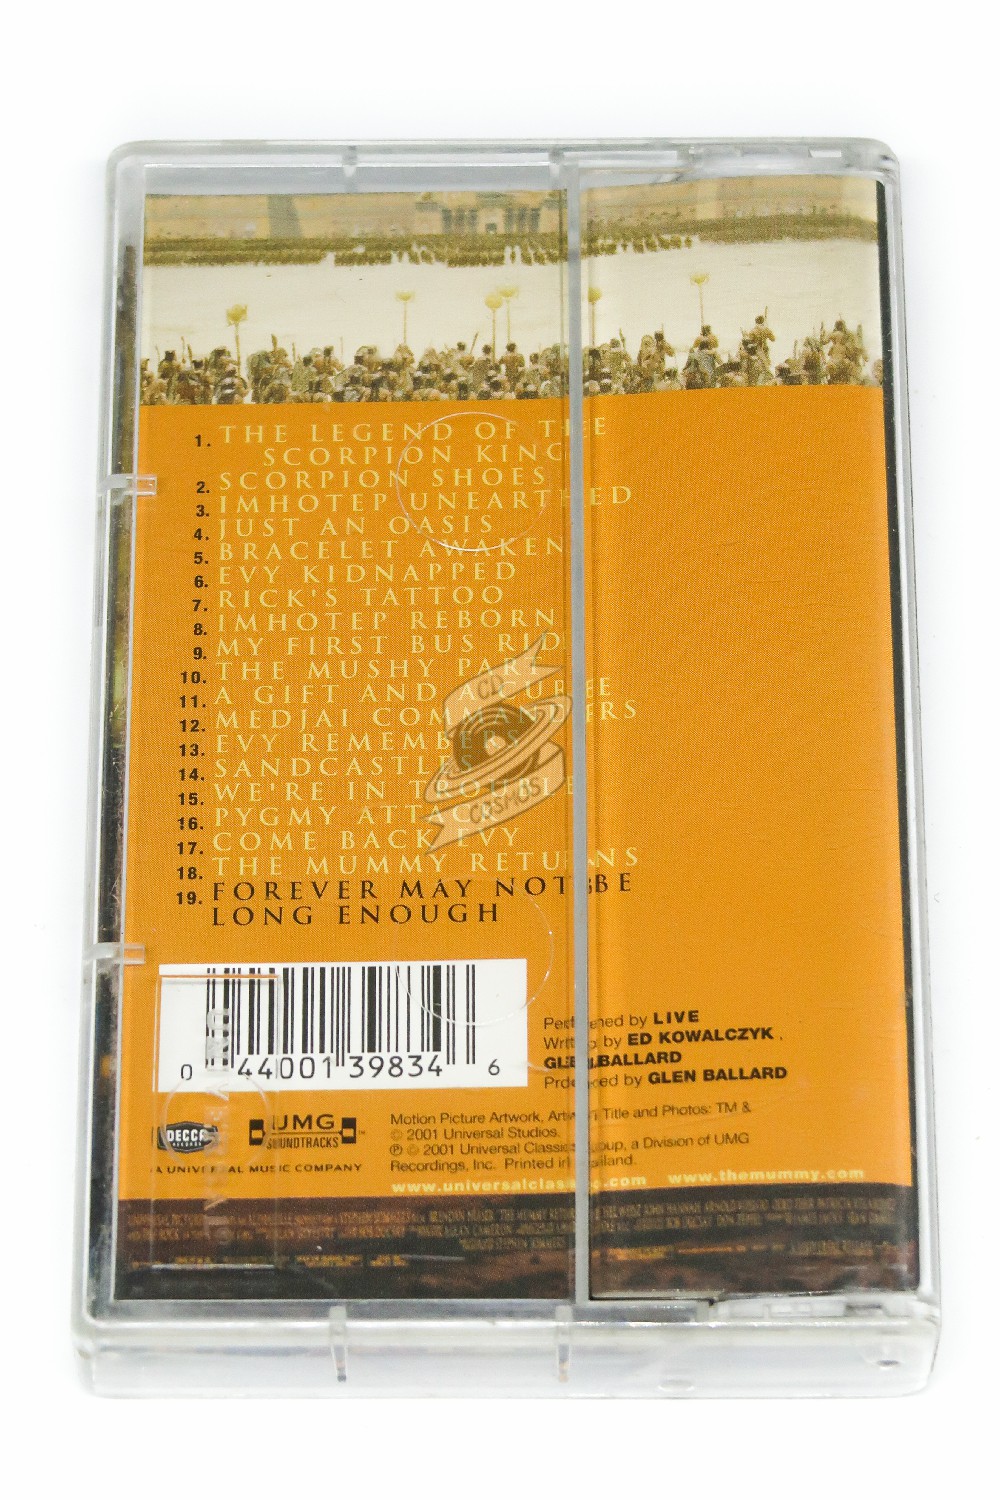 1. THE LEGEND OF THE
SCORPION KING
2. SCORPION SHOES
3. IMHOTEP UNEARTHED
4. JUST AN OASIS
5. BRACELET AWAKEN
6. EVY KIDNAPPED
7. RICK'S TATTOO
8. IMHOTEP REBORN
9. MY FIRST BUS RIDE
10. THE MUSHY PART
11. A GIFT AND A CURSE
12. MEDJAI COMMANDERS
13. EVY REMEMBERS
14. SANDCASTLES
15. WE'RE IN TROUBLE
16. PYGMY ATTACK
17. COME BACK EVY
18. THE MUMMY RETURNS
19. FOREVER MAY NOT BE
LONG ENOUGH
CD
COSMOS
Performed by LIVE
Written by ED KOWALCZYK,
GLEN BALLARD
Produced by GLEN BALLARD
0 44001 39834 6
DECCA
RECORDS
UMG
SOUNDTRACKS
™
A UNIVERSAL MUSIC COMPANY
Motion Picture Artwork, Artwork Title and Photos: TM &
© 2001 Universal Studios.
℗ © 2001 Universal Classics Group, a Division of UMG
Recordings, Inc. Printed in Thailand.
www.universalclassics.com www.themummy.com